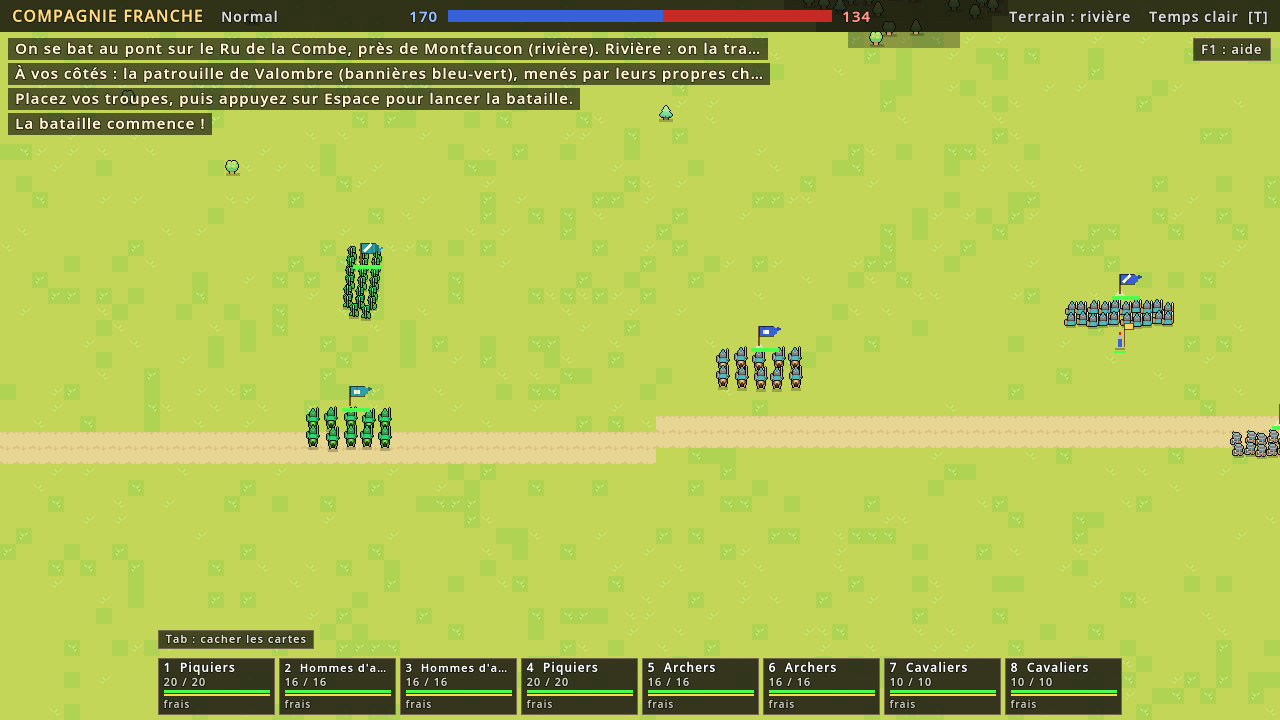 COMPAGNIE FRANCHE Normal 170 134 Terrain : rivière Temps clair [T]
On se bat au pont sur le Ru de la Combe, près de Montfaucon (rivière). Rivière : on la tra...
F1 : aide
À vos côtés : la patrouille de Valombre (bannières bleu-vert), menés par leurs propres ch...
Placez vos troupes, puis appuyez sur Espace pour lancer la bataille.
La bataille commence !
Tab : cacher les cartes
1 Piquiers 2 Hommes d'a... 3 Hommes d'a... 4 Piquiers 5 Archers 6 Archers 7 Cavaliers 8 Cavaliers
20 / 20 16 / 16 16 / 16 20 / 20 16 / 16 16 / 16 10 / 10 10 / 10
frais frais frais frais frais frais frais frais